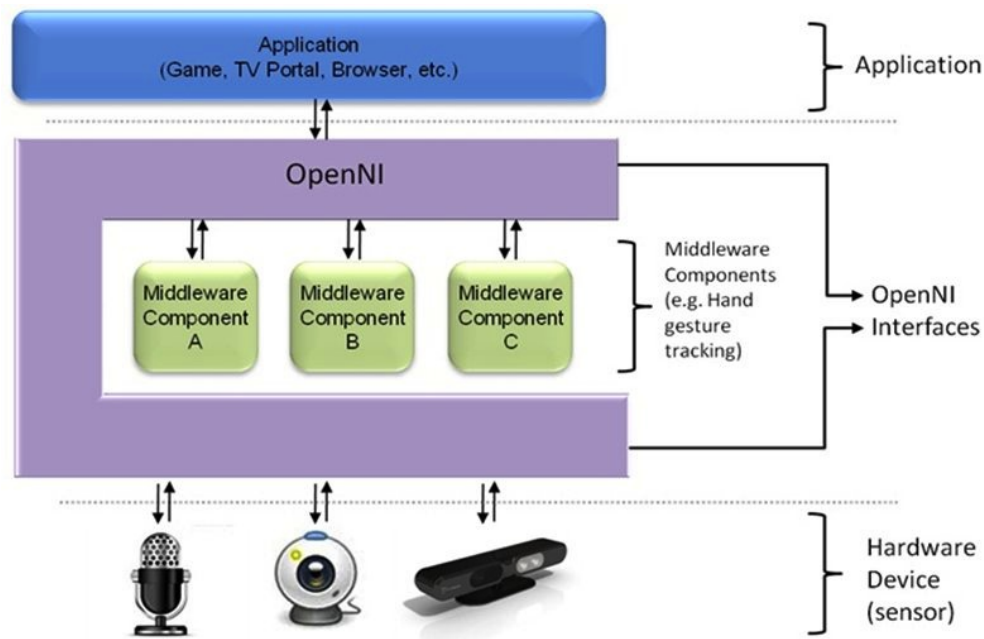 Application
(Game, TV Portal, Browser, etc.)
Application
OpenNI
Middleware
Component
A
Middleware
Component
B
Middleware
Component
C
Middleware
Components
(e.g. Hand
gesture
tracking)
OpenNI
Interfaces
Hardware
Device
(sensor)